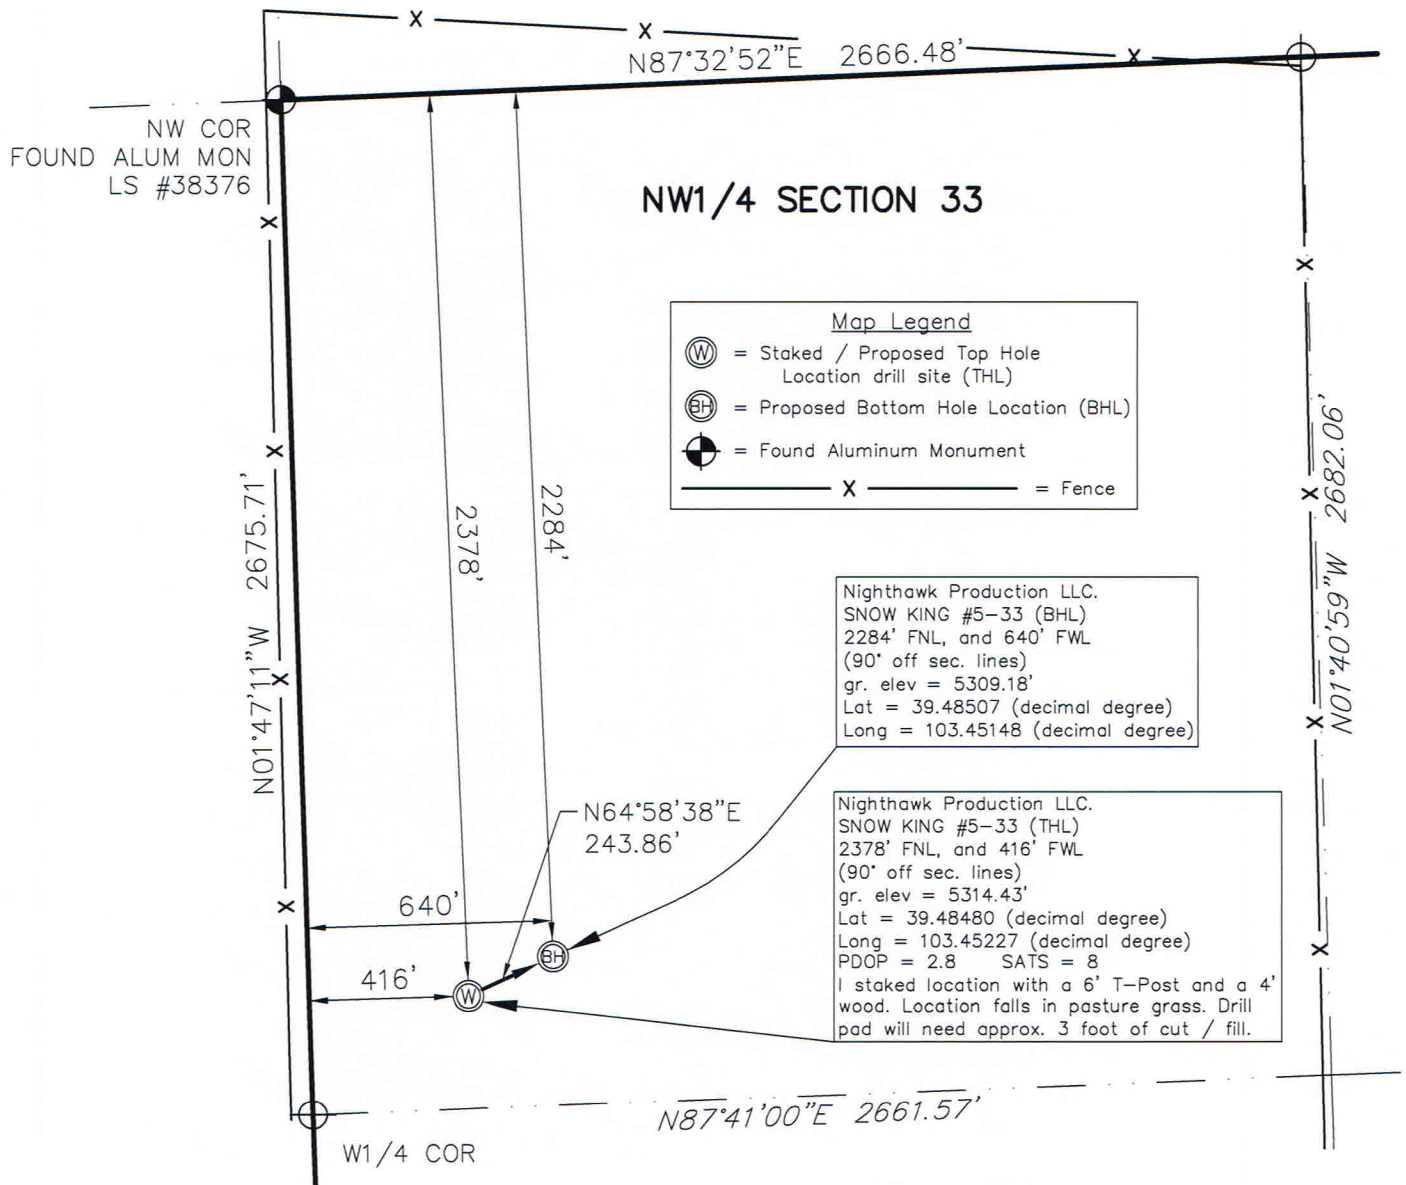 X
X
N87°32'52"E 2666.48'
X
NW COR
FOUND ALUM MON
LS #38376
NW1/4 SECTION 33
X
X
Map Legend
W = Staked / Proposed Top Hole
Location drill site (THL)
BH = Proposed Bottom Hole Location (BHL)
= Found Aluminum Monument
X = Fence
X
N01°47'11"W 2675.71'
X
X
2378'
2284'
X
X
X
N01°40'59"W 2682.06'
Nighthawk Production LLC.
SNOW KING #5-33 (BHL)
2284' FNL, and 640' FWL
(90° off sec. lines)
gr. elev = 5309.18'
Lat = 39.48507 (decimal degree)
Long = 103.45148 (decimal degree)
N64°58'38"E
243.86'
Nighthawk Production LLC.
SNOW KING #5-33 (THL)
2378' FNL, and 416' FWL
(90° off sec. lines)
gr. elev = 5314.43'
Lat = 39.48480 (decimal degree)
Long = 103.45227 (decimal degree)
PDOP = 2.8 SATS = 8
I staked location with a 6' T-Post and a 4'
wood. Location falls in pasture grass. Drill
pad will need approx. 3 foot of cut / fill.
640'
BH
416'
W
X
N87°41'00"E 2661.57'
W1/4 COR